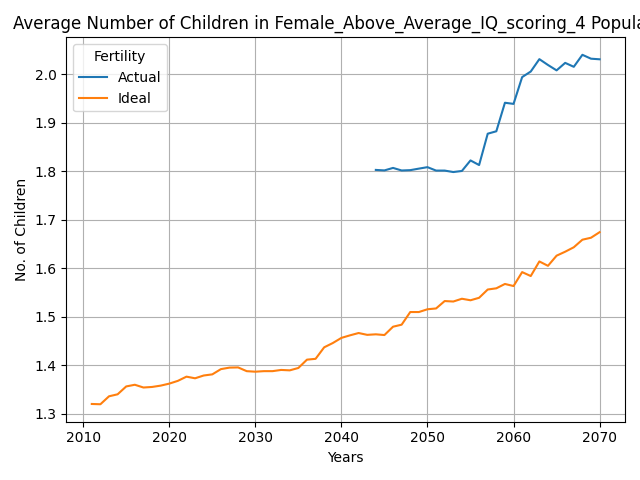 Average Number of Children in Female_Above_Average_IQ_scoring_4 Popula
Fertility
Actual
Ideal
No. of Children
2.0
1.9
1.8
1.7
1.6
1.5
1.4
1.3
2010 2020 2030 2040 2050 2060 2070
Years